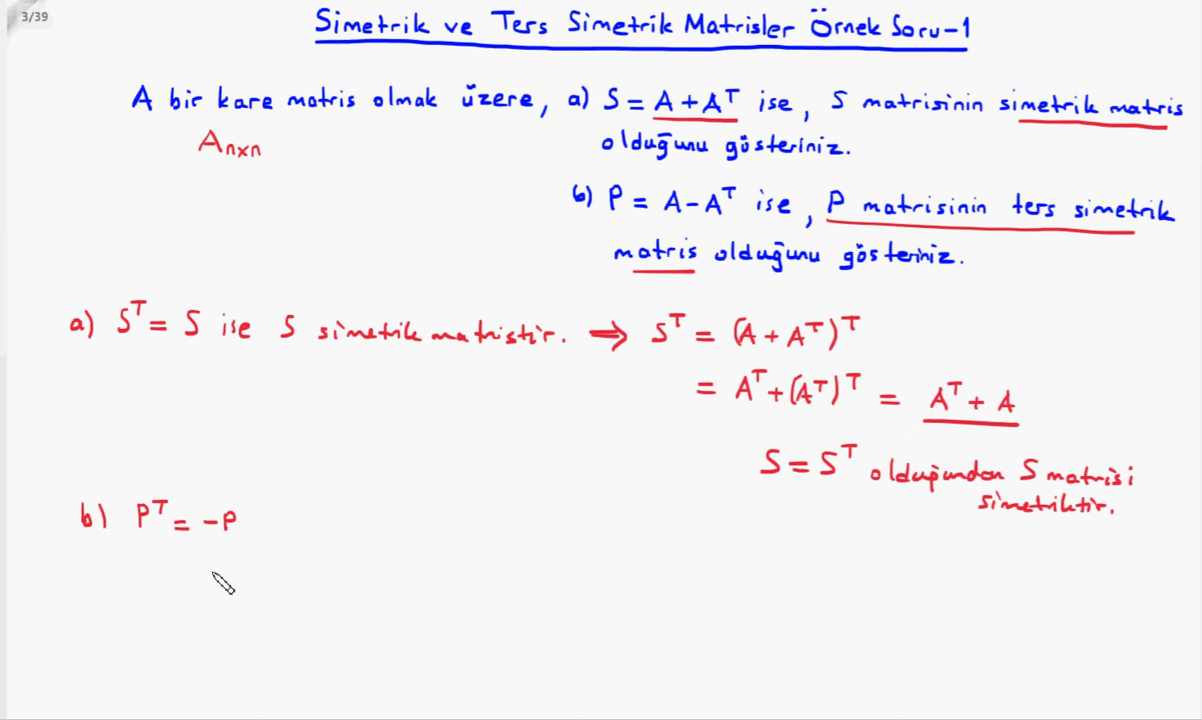 3/39
Simetrik ve Ters Simetrik Matrisler Örnek Soru-1
A bir kare matris olmak üzere, a) S = A + Aᵀ ise, S matrisinin simetrik matris
Aₙₓₙ
olduğunu gösteriniz.
b) P = A - Aᵀ ise, P matrisinin ters simetrik
matris olduğunu gösteriniz.
a) Sᵀ = S ise S simetrik matristir. ⟹ Sᵀ = (A + Aᵀ)ᵀ
= Aᵀ + (Aᵀ)ᵀ = Aᵀ + A
S = Sᵀ olduğundan S matrisi
simetriktir.
b) Pᵀ = -P